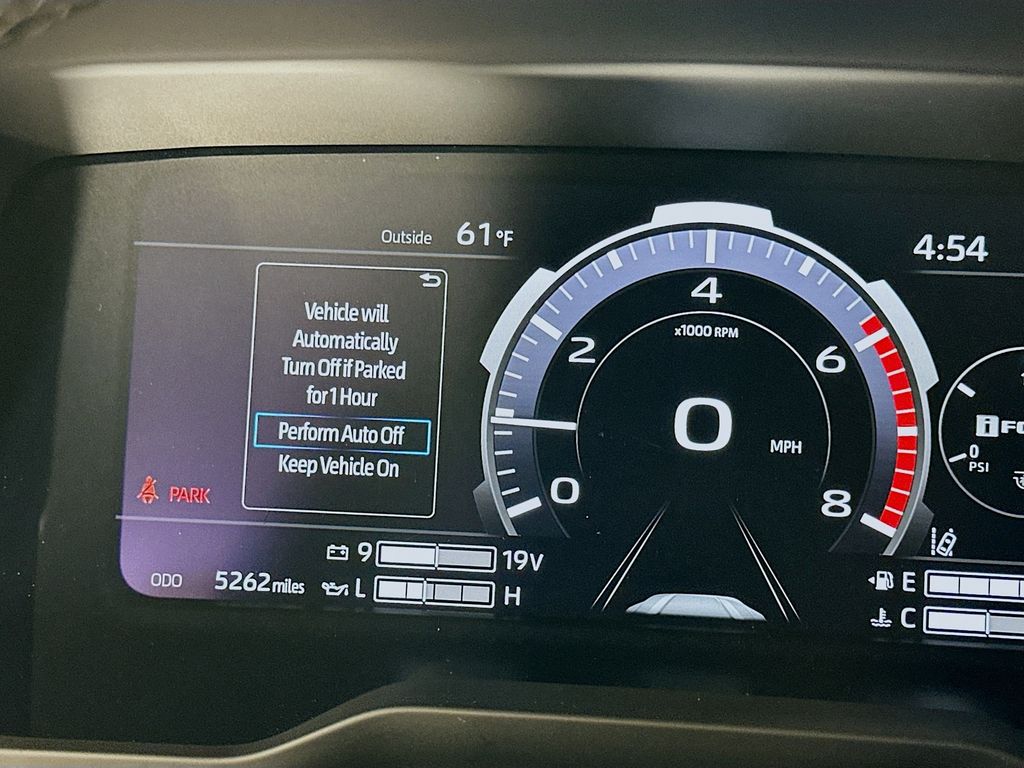 Outside 61°F
4:54
Vehicle will
Automatically
Turn Off if Parked
for 1 Hour
Perform Auto Off
Keep Vehicle On
PARK
ODO 5262 miles
9 19V
L H
4
x1000 RPM
2
6
0
MPH
0
8
0
PSI
E
C